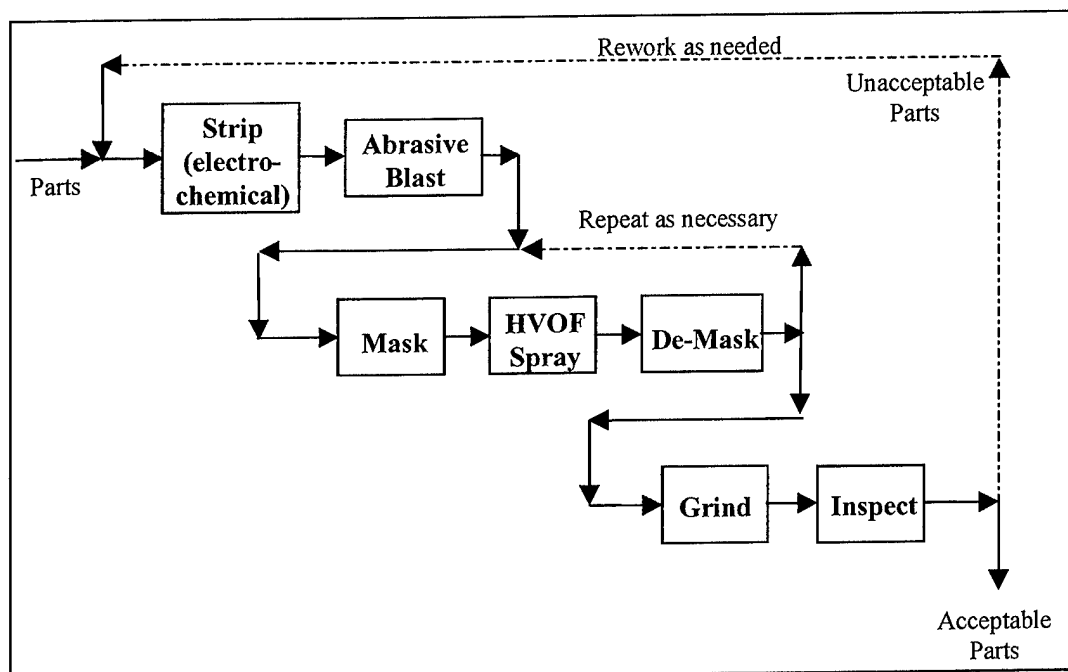 Rework as needed
Unacceptable
Parts
Parts
Strip
(electro-
chemical)
Abrasive
Blast
Repeat as necessary
Mask
HVOF
Spray
De-Mask
Grind
Inspect
Acceptable
Parts